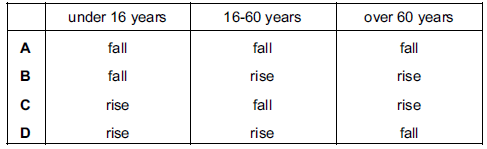 under 16 years 16-60 years over 60 years
A fall fall fall
B fall rise rise
C rise fall rise
D rise rise fall